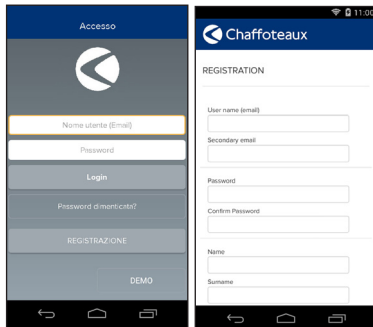 Accesso
Nome utente (Email)
Password
Login
Password dimenticata?
REGISTRAZIONE
DEMO
11:00
Chaffoteaux
REGISTRATION
User name (email)
Secondary email
Password
Confirm Password
Name
Surname